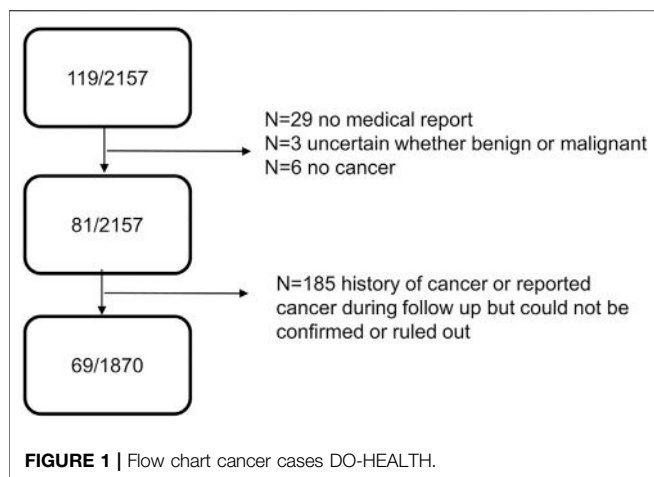 119/2157
N=29 no medical report
N=3 uncertain whether benign or malignant
N=6 no cancer
81/2157
N=185 history of cancer or reported
cancer during follow up but could not be
confirmed or ruled out
69/1870
FIGURE 1 | Flow chart cancer cases DO-HEALTH.